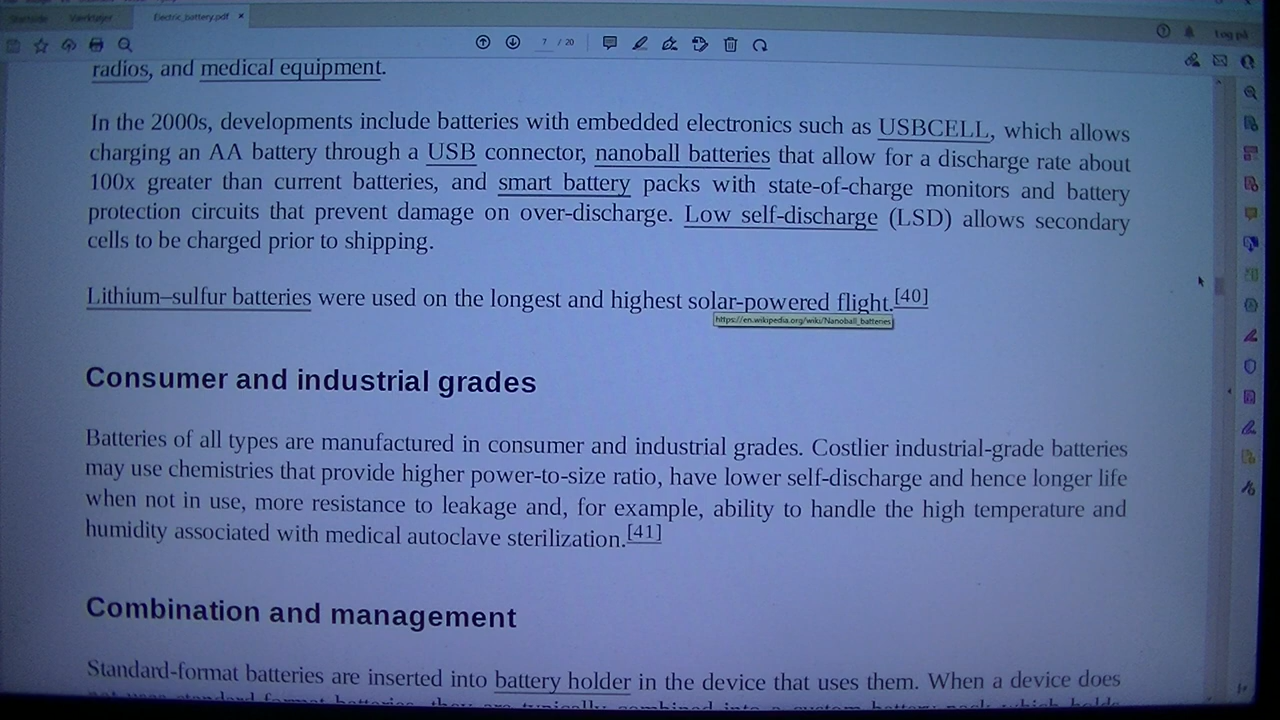 Startside Værktøjer Electric_battery.pdf ×
7 / 20
Log på
radios, and medical equipment.
In the 2000s, developments include batteries with embedded electronics such as USBCELL, which allows
charging an AA battery through a USB connector, nanoball batteries that allow for a discharge rate about
100x greater than current batteries, and smart battery packs with state-of-charge monitors and battery
protection circuits that prevent damage on over-discharge. Low self-discharge (LSD) allows secondary
cells to be charged prior to shipping.
Lithium–sulfur batteries were used on the longest and highest solar-powered flight.[40]
https://en.wikipedia.org/wiki/Nanoball_batteries
Consumer and industrial grades
Batteries of all types are manufactured in consumer and industrial grades. Costlier industrial-grade batteries
may use chemistries that provide higher power-to-size ratio, have lower self-discharge and hence longer life
when not in use, more resistance to leakage and, for example, ability to handle the high temperature and
humidity associated with medical autoclave sterilization.[41]
Combination and management
Standard-format batteries are inserted into battery holder in the device that uses them. When a device does